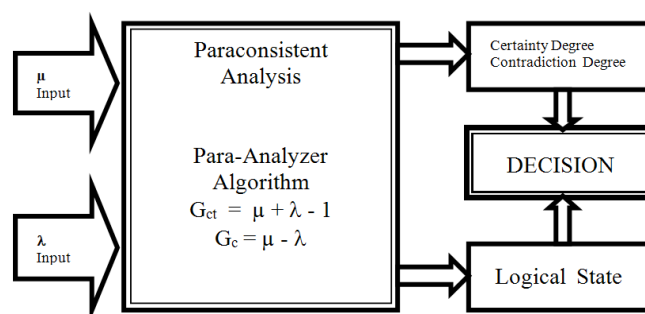 μ
Input
λ
Input
Paraconsistent
Analysis
Para-Analyzer
Algorithm
Gct = μ + λ - 1
Gc = μ - λ
Certainty Degree
Contradiction Degree
DECISION
Logical State